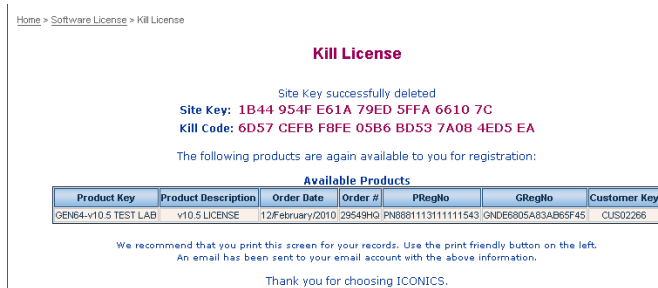 Home > Software License > Kill License
Kill License
Site Key successfully deleted
Site Key: 1B44 954F E61A 79ED 5FFA 6610 7C
Kill Code: 6D57 CEFB F8FE 05B6 BD53 7A08 4ED5 EA
The following products are again available to you for registration:
Available Products
Product Key Product Description Order Date Order # PRegNo GRegNo Customer Key
GEN64-v10.5 TEST LAB v10.5 LICENSE 12/February/2010 29549HQ PN8881113111111543 GNDE6805A83AB65F45 CUS02266
We recommend that you print this screen for your records. Use the print friendly button on the left.
An email has been sent to your email account with the above information.
Thank you for choosing ICONICS.